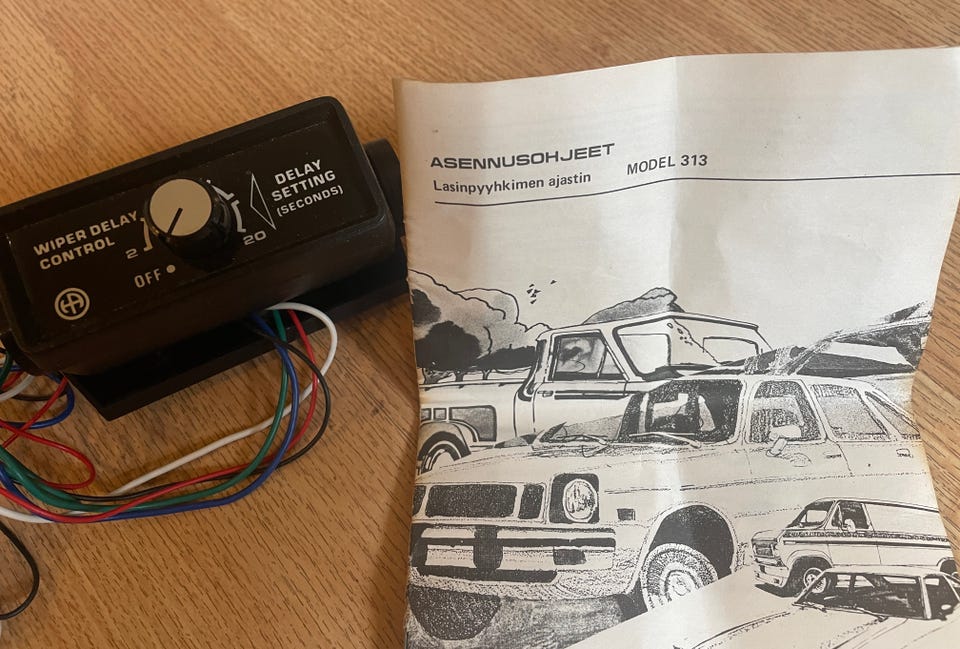 WIPER DELAY
CONTROL
2
OFF
20
DELAY
SETTING
(SECONDS)
ASENNUSOHJEET
Lasinpyyhkimen ajastin
MODEL 313